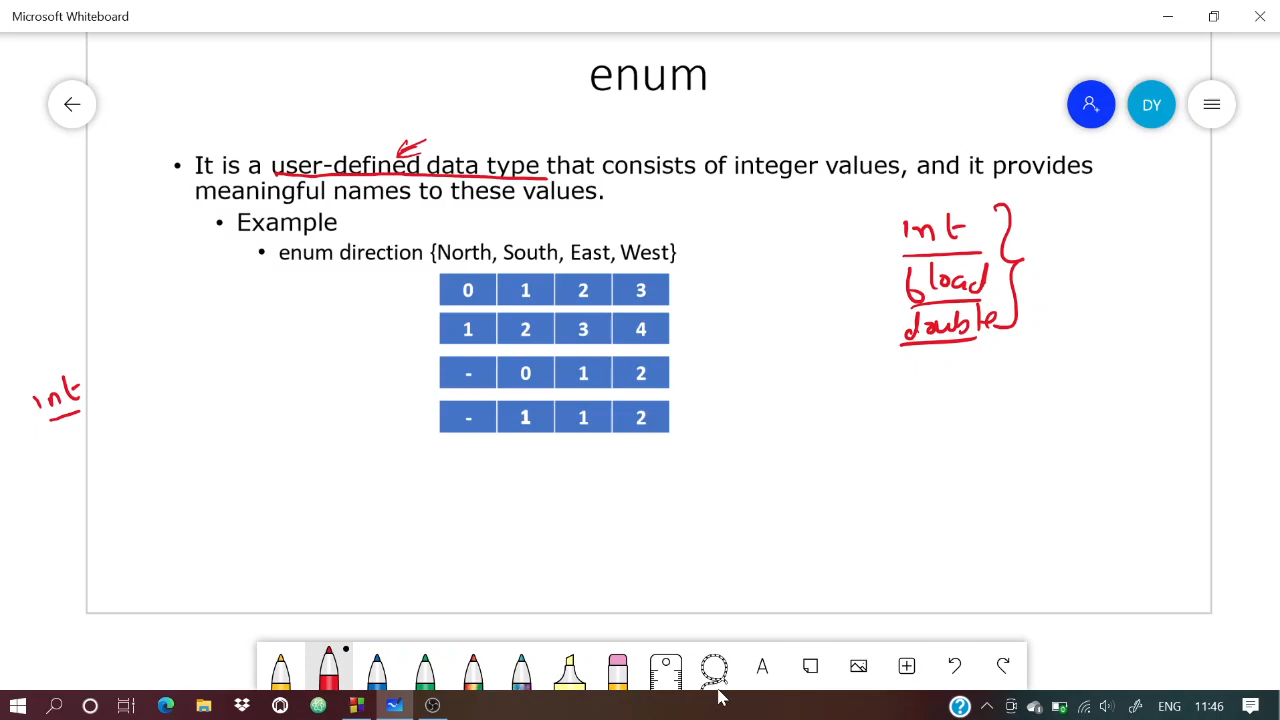 Microsoft Whiteboard
enum
DY
• It is a user-defined data type that consists of integer values, and it provides
meaningful names to these values.
• Example
• enum direction {North, South, East, West}
0 1 2 3
1 2 3 4
- 0 1 2
- 1 1 2
int
float
double
int
A
ENG
11:46